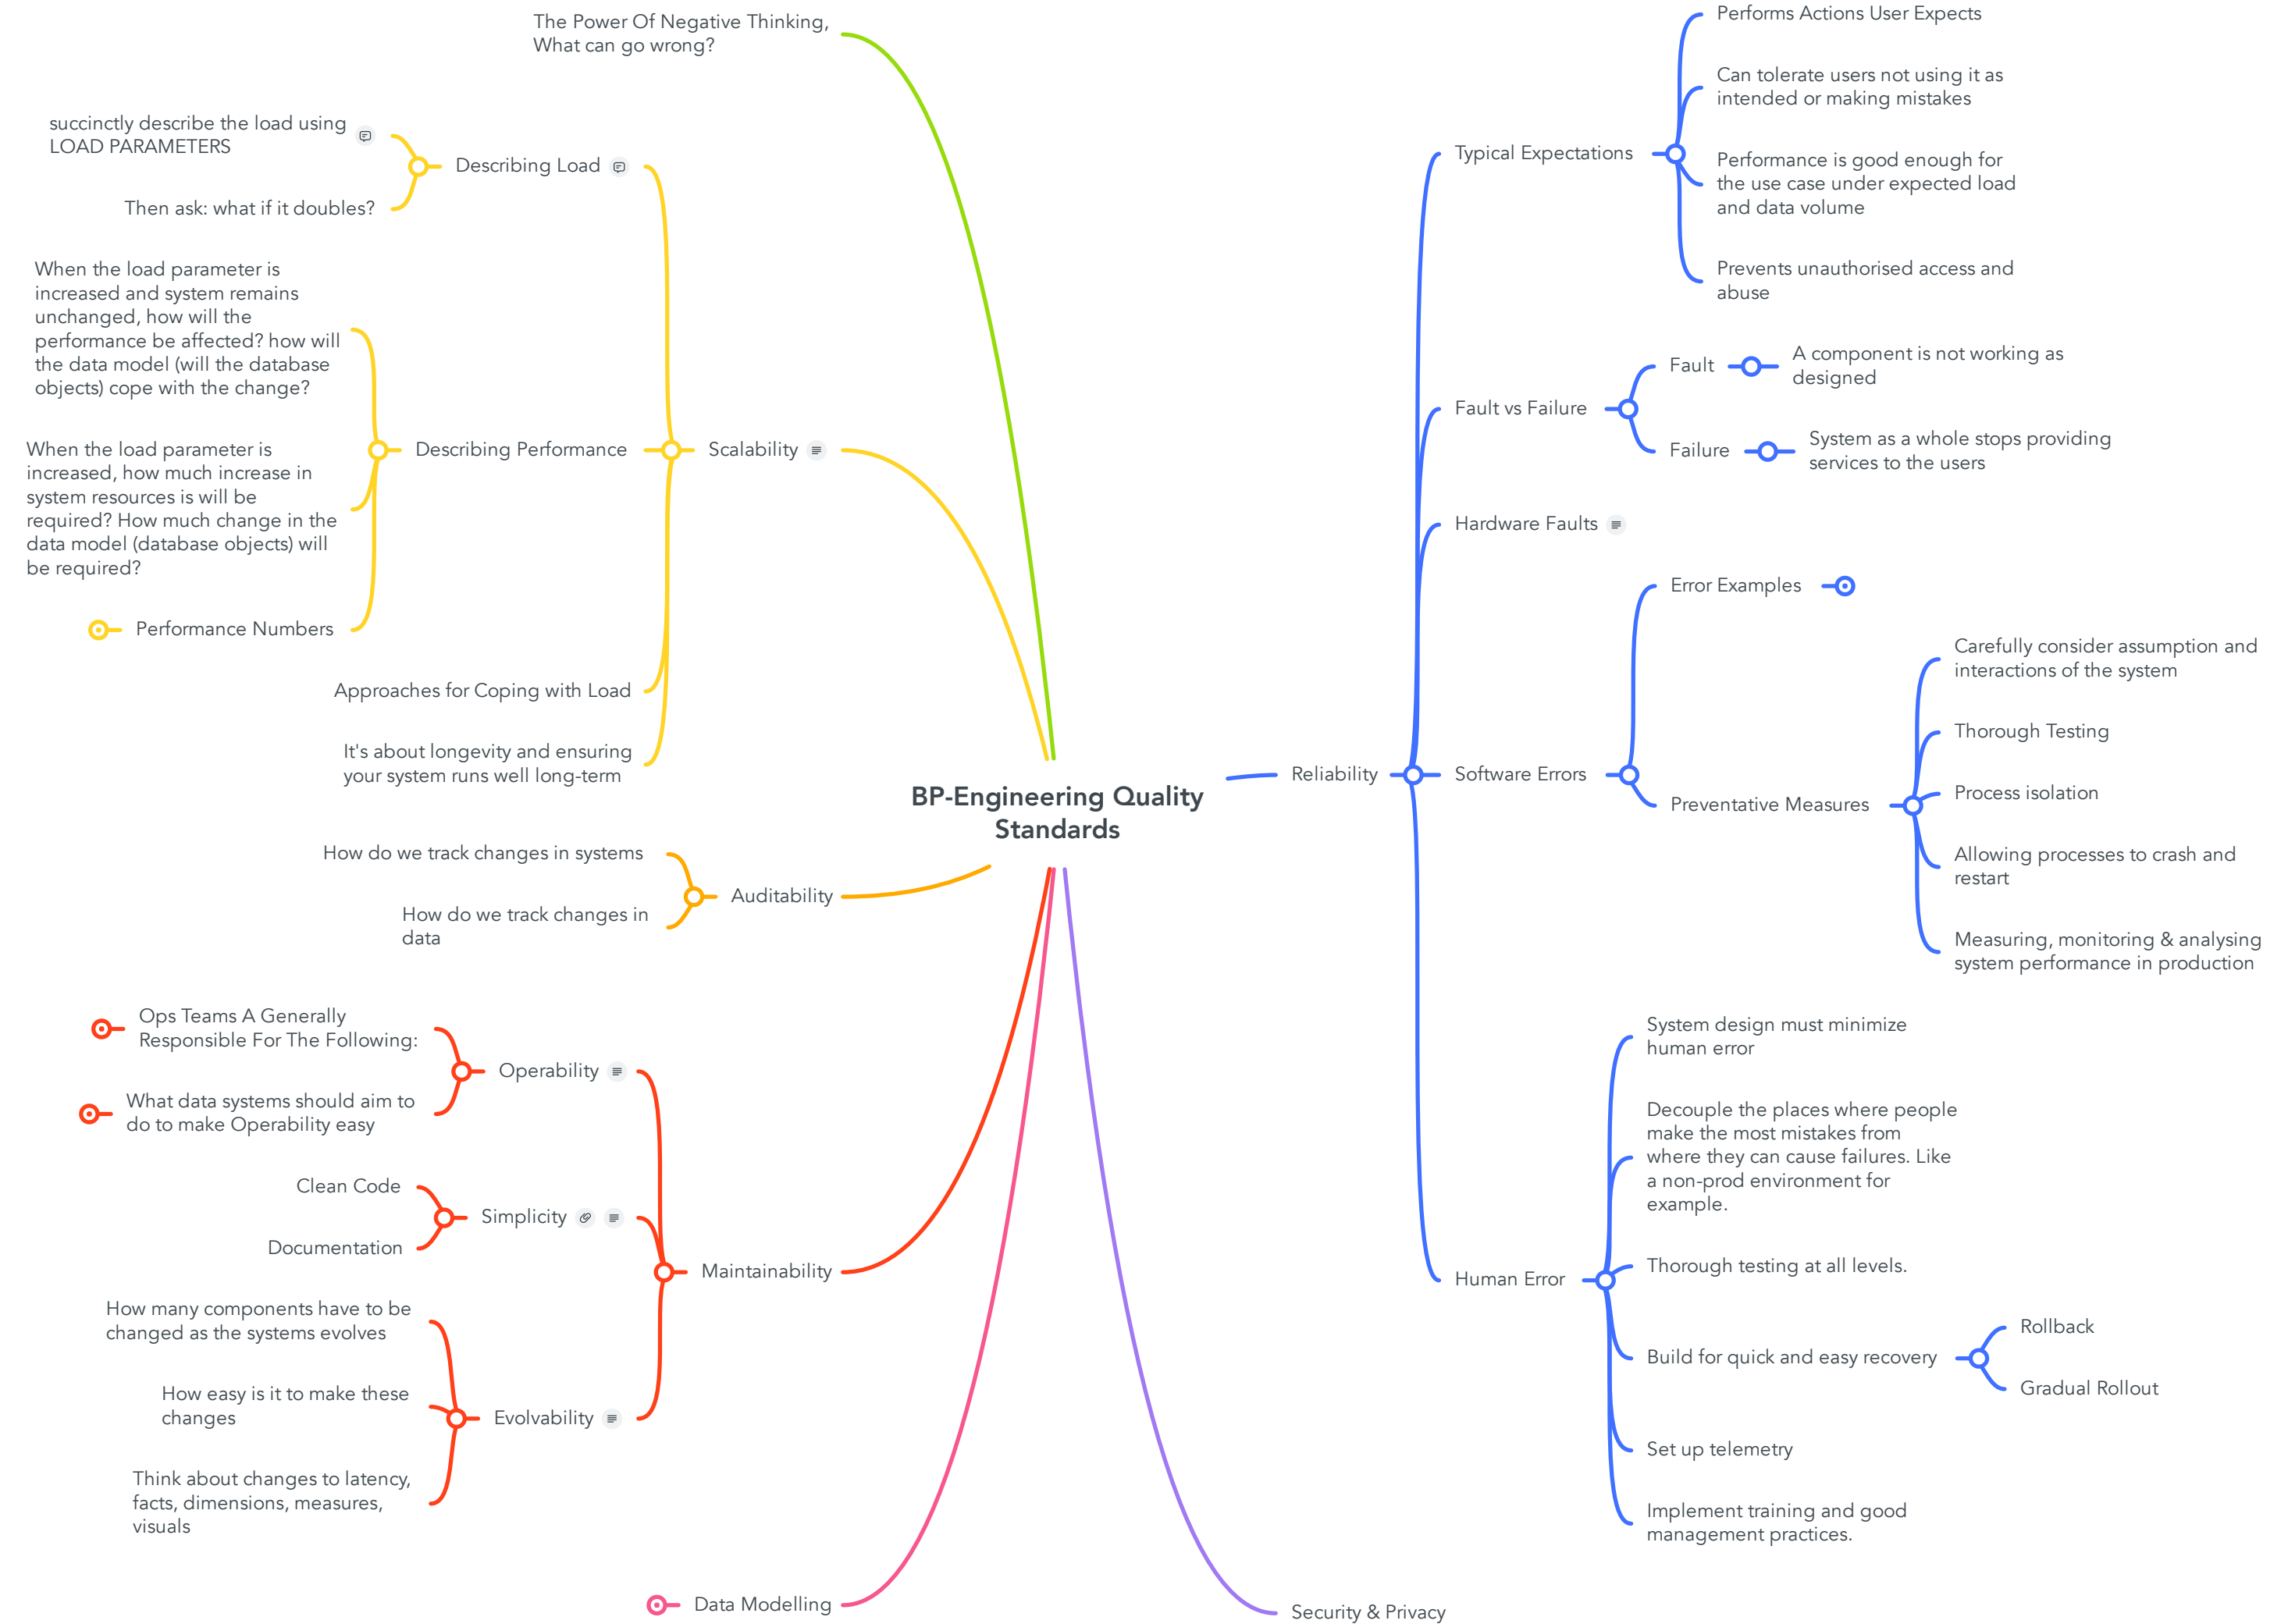 The Power Of Negative Thinking,
What can go wrong?
succinctly describe the load using
LOAD PARAMETERS
Then ask: what if it doubles?
Describing Load
When the load parameter is
increased and system remains
unchanged, how will the
performance be affected? how will
the data model (will the database
objects) cope with the change?
When the load parameter is
increased, how much increase in
system resources is will be
required? How much change in the
data model (database objects) will
be required?
Performance Numbers
Describing Performance
Scalability
Approaches for Coping with Load
It's about longevity and ensuring
your system runs well long-term
BP-Engineering Quality
Standards
How do we track changes in systems
How do we track changes in
data
Auditability
Ops Teams A Generally
Responsible For The Following:
What data systems should aim to
do to make Operability easy
Operability
Clean Code
Documentation
Simplicity
Maintainability
How many components have to be
changed as the systems evolves
How easy is it to make these
changes
Think about changes to latency,
facts, dimensions, measures,
visuals
Evolvability
Data Modelling
Performs Actions User Expects
Can tolerate users not using it as
intended or making mistakes
Typical Expectations
Performance is good enough for
the use case under expected load
and data volume
Prevents unauthorised access and
abuse
Fault vs Failure
Fault
A component is not working as
designed
Failure
System as a whole stops providing
services to the users
Hardware Faults
Reliability
Software Errors
Error Examples
Preventative Measures
Carefully consider assumption and
interactions of the system
Thorough Testing
Process isolation
Allowing processes to crash and
restart
Measuring, monitoring & analysing
system performance in production
Human Error
System design must minimize
human error
Decouple the places where people
make the most mistakes from
where they can cause failures. Like
a non-prod environment for
example.
Thorough testing at all levels.
Build for quick and easy recovery
Rollback
Gradual Rollout
Set up telemetry
Implement training and good
management practices.
Security & Privacy